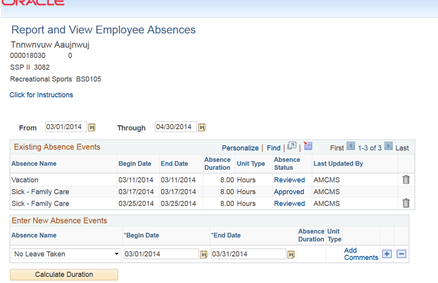 ORACLE
Report and View Employee Absences
Tnnwnvuw Aaujnwuj
000018030 0
SSP II 3082
Recreational Sports BS0105
Click for Instructions
From 03/01/2014 Through 04/30/2014
Existing Absence Events Personalize | Find | First 1-3 of 3 Last
Absence Name Begin Date End Date Absence Duration Unit Type Absence Status Last Updated By
Vacation 03/11/2014 03/11/2014 8.00 Hours Reviewed AMCMS
Sick - Family Care 03/17/2014 03/17/2014 8.00 Hours Approved AMCMS
Sick - Family Care 03/25/2014 03/25/2014 8.00 Hours Reviewed AMCMS
Enter New Absence Events
Absence Name *Begin Date *End Date Absence Duration Unit Type
No Leave Taken 03/01/2014 03/31/2014 Add Comments
Calculate Duration